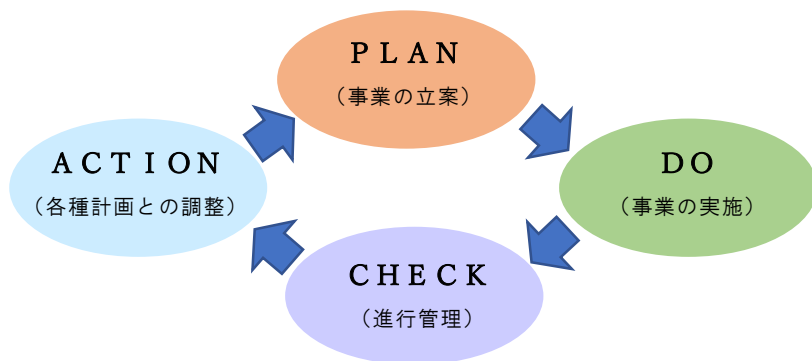 ＰＬＡＮ
（事業の立案）
ＤＯ
（事業の実施）
ＣＨＥＣＫ
（進行管理）
ＡＣＴＩＯＮ
（各種計画との調整）